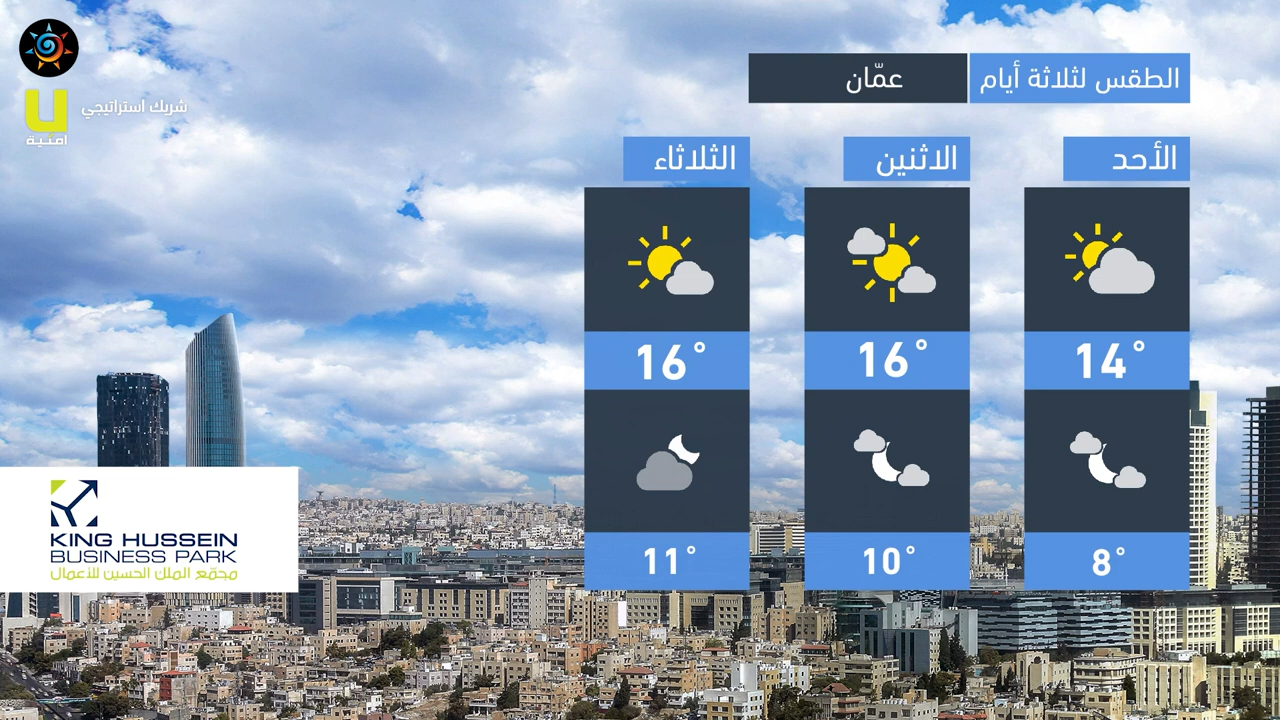 الطقس لثلاثة أيام
عمّان
شريك استراتيجي
امنية
الأحد
الاثنين
الثلاثاء
14°
16°
16°
8°
10°
11°
KING HUSSEIN
BUSINESS PARK
مجمّع الملك الحسين للأعمال